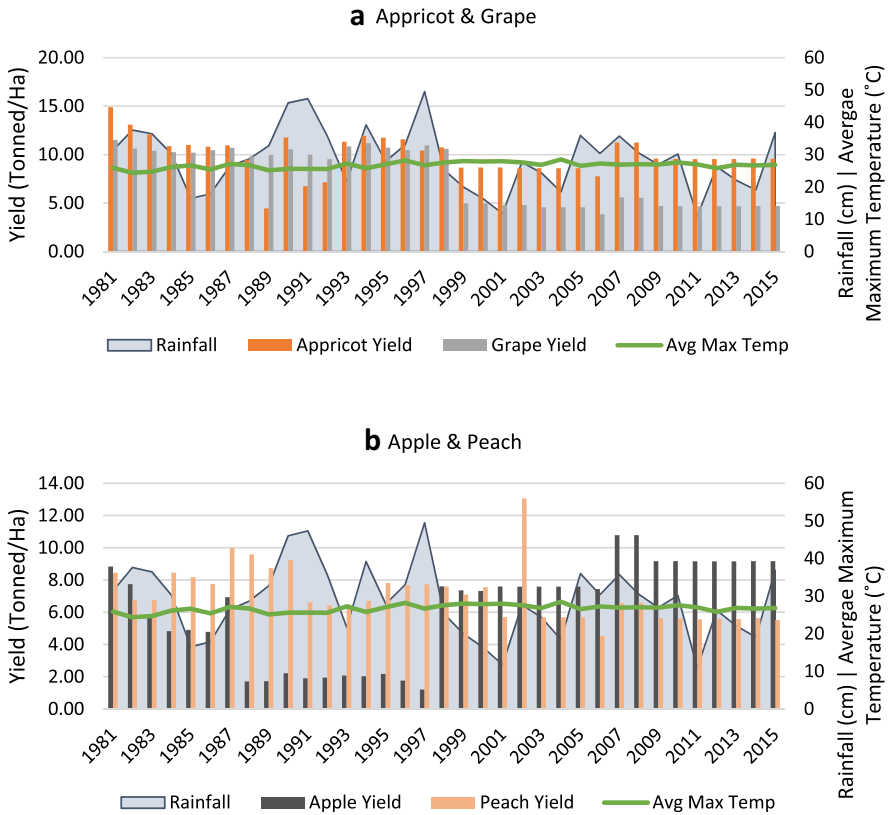 a Appricot & Grape
Yield (Tonned/Ha)
20.00
15.00
10.00
5.00
0.00
60
50
40
30
20
10
0
Rainfall (cm) | Avergae
Maximum Temperature (˚C)
1981 1983 1985 1987 1989 1991 1993 1995 1997 1999 2001 2003 2005 2007 2009 2011 2013 2015
Rainfall Appricot Yield Grape Yield Avg Max Temp
b Apple & Peach
Yield (Tonned/Ha)
14.00
12.00
10.00
8.00
6.00
4.00
2.00
0.00
60
50
40
30
20
10
0
Rainfall (cm) | Avergae Maximum
Temperature (˚C)
1981 1983 1985 1987 1989 1991 1993 1995 1997 1999 2001 2003 2005 2007 2009 2011 2013 2015
Rainfall Apple Yield Peach Yield Avg Max Temp